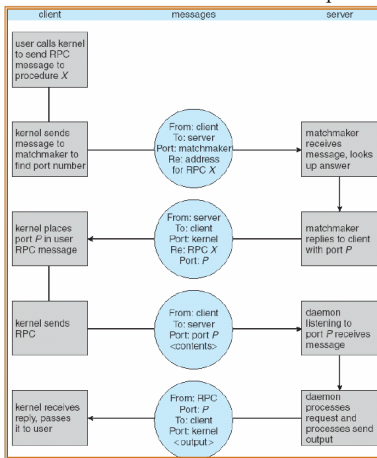 client
messages
server
user calls kernel
to send RPC
message to
procedure X
kernel sends
message to
matchmaker to
find port number
From: client
To: server
Port: matchmaker
Re: address
for RPC X
matchmaker
receives
message, looks
up answer
kernel places
port P in user
RPC message
From: server
To: client
Port: kernel
Re: RPC X
Port: P
matchmaker
replies to client
with port P
kernel sends
RPC
From: client
To: server
Port: port P
<contents>
daemon
listening to
port P receives
message
kernel receives
reply, passes
it to user
From: RPC
Port: P
To: client
Port: kernel
<output>
daemon
processes
request and
processes send
output